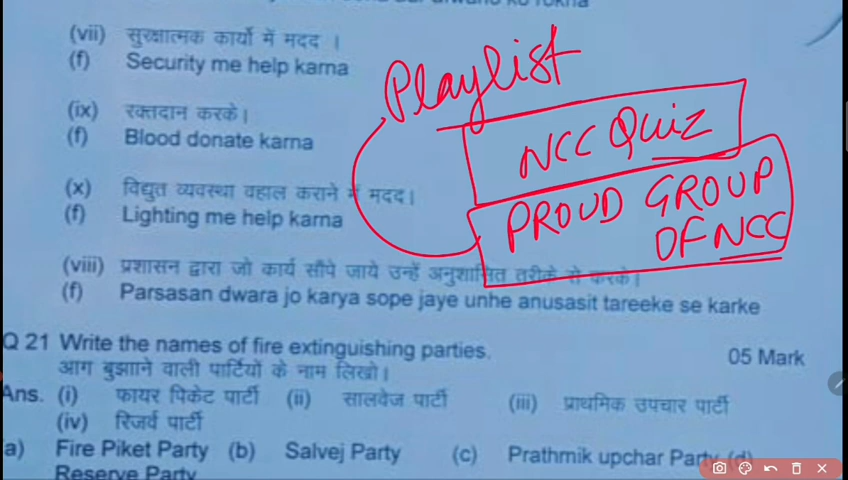 (vii) सुरक्षात्मक कार्यो में मदद ।
(f) Security me help karna
(ix) रक्तदान करके।
(f) Blood donate karna
(x) विद्युत व्यवस्था वहाल कराने में मदद।
(f) Lighting me help karna
(viii) प्रशासन द्वारा जो कार्य सौपे जाये उन्हें अनुशासित तरीके से करके।
(f) Parsasan dwara jo karya sope jaye unhe anusasit tareeke se karke
Playlist
NCC QuIZ
PROUD GROUP
OF NCC
Q 21 Write the names of fire extinguishing parties. 05 Mark
आग बुझााने वाली पार्टियों के नाम लिखो।
Ans. (i) फायर पिकेट पार्टी (ii) सालवेज पार्टी (iii) प्राथमिक उपचार पार्टी
(iv) रिजर्व पार्टी
a) Fire Piket Party (b) Salvej Party (c) Prathmik upchar Party (d)
Reserve Party